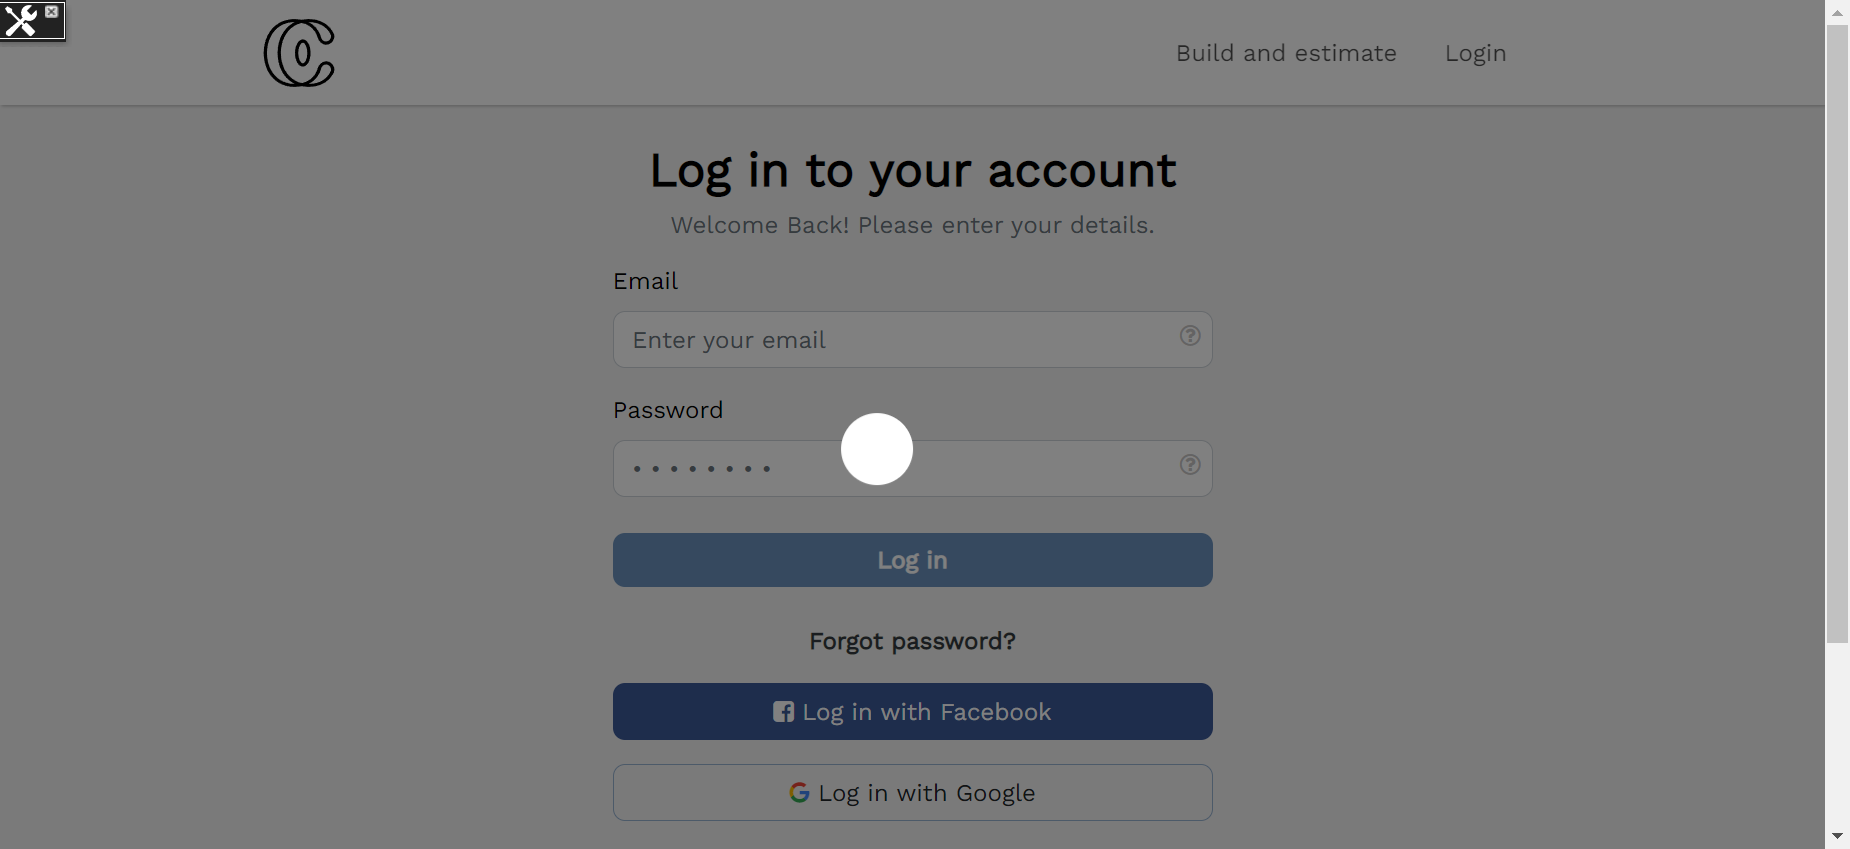 Build and estimate
Login
Log in to your account
Welcome Back! Please enter your details.
Email
Enter your email
Password
••••••••
Log in
Forgot password?
Log in with Facebook
Log in with Google